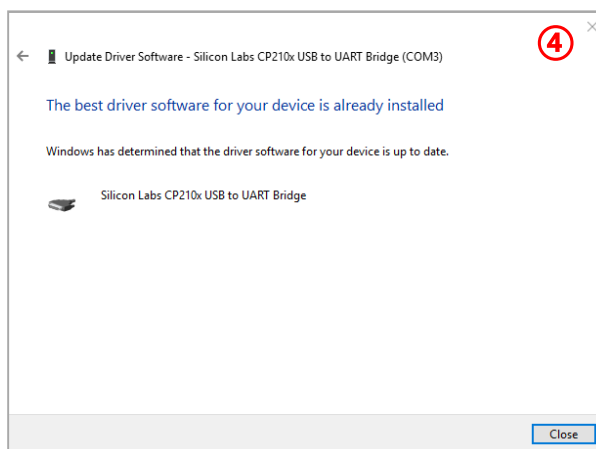 ④
Update Driver Software - Silicon Labs CP210x USB to UART Bridge (COM3)
The best driver software for your device is already installed
Windows has determined that the driver software for your device is up to date.
Silicon Labs CP210x USB to UART Bridge
Close